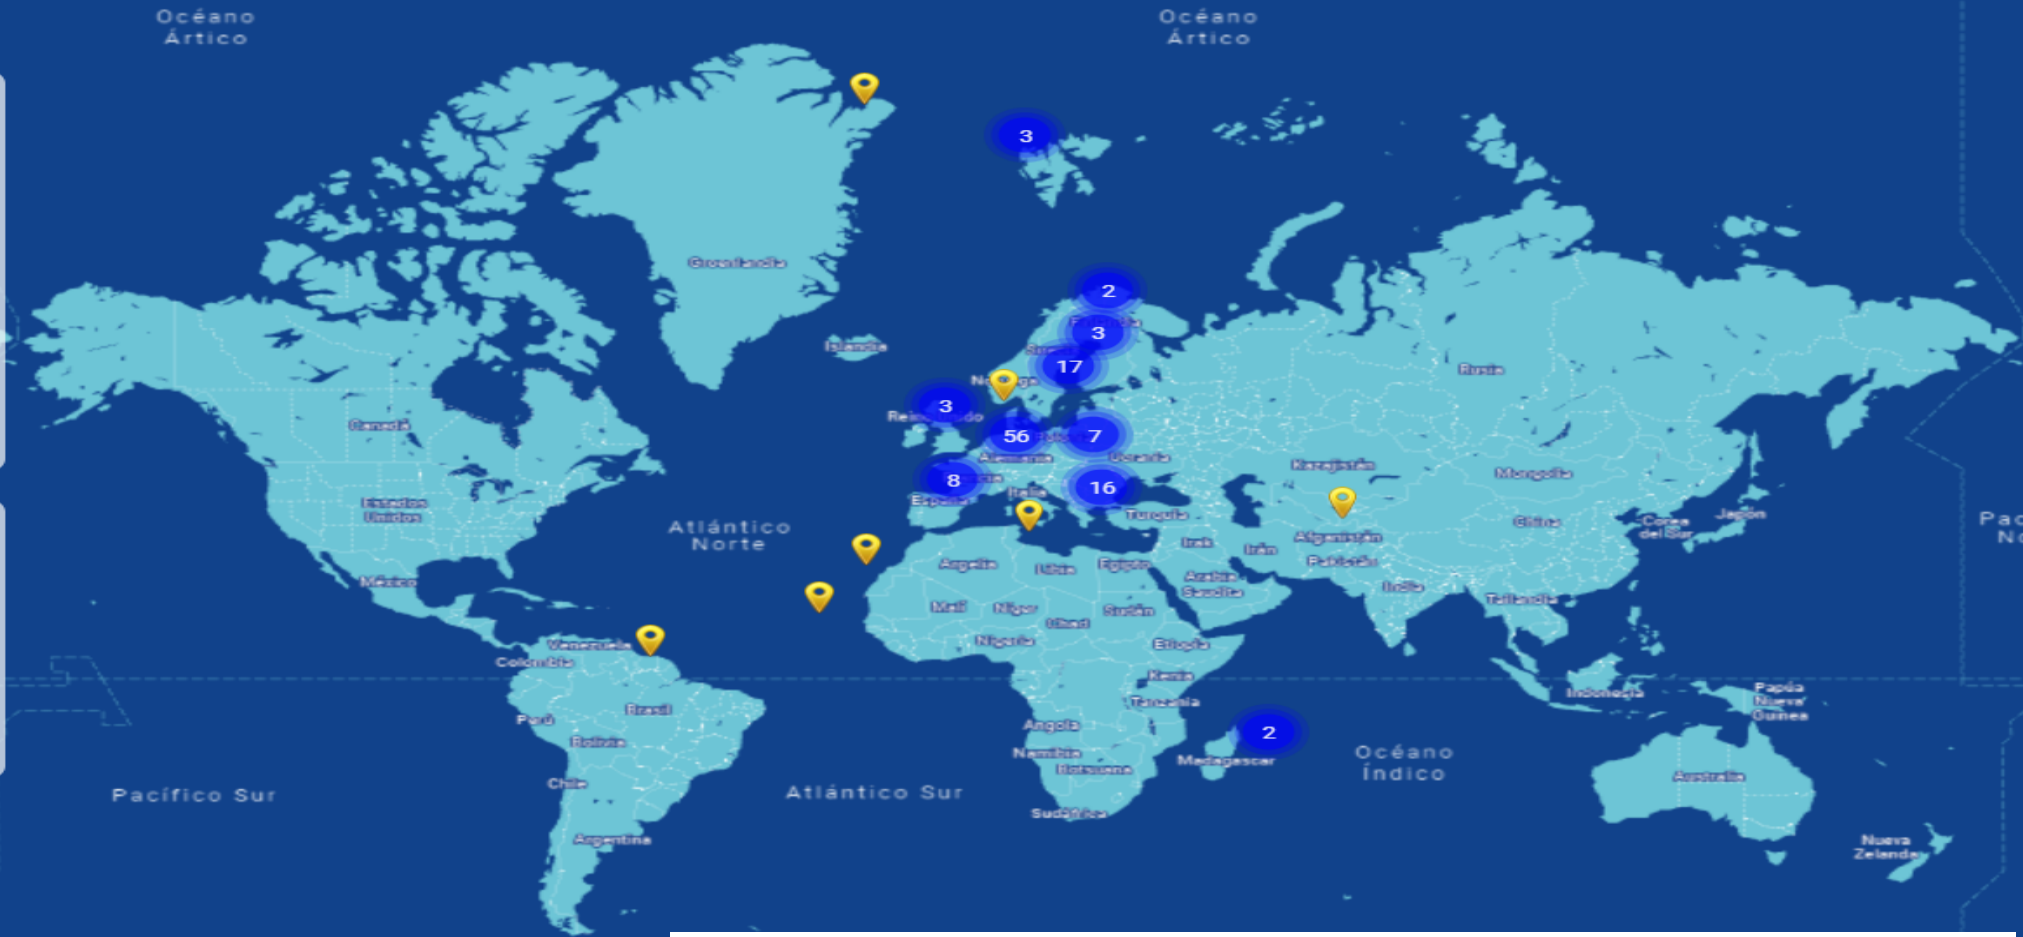 Océano
Ártico
Océano
Ártico
3
Groenlandia
2
3
Islandia
17
Rusia
3
Canadá
56
7
Alemania
Ucrania
Kazajistán
Mongolia
8
16
Italia
España
Estados
Unidos
Turquía
China
Corea
del Sur
Japón
Atlántico
Norte
Pac
No
Irak
Irán
Afganistán
Pakistán
Argelia
Libia
Egipto
Arabia
Saudita
India
México
Malí
Níger
Chad
Sudán
Tailandia
Nigeria
Etiopía
Venezuela
Colombia
Kenia
Tanzania
Indonesia
Papúa
Nueva
Guinea
Brasil
Perú
Angola
2
Bolivia
Namibia
Botsuana
Madagascar
Océano
Índico
Chile
Australia
Pacífico Sur
Atlántico Sur
Sudáfrica
Argentina
Nueva
Zelanda